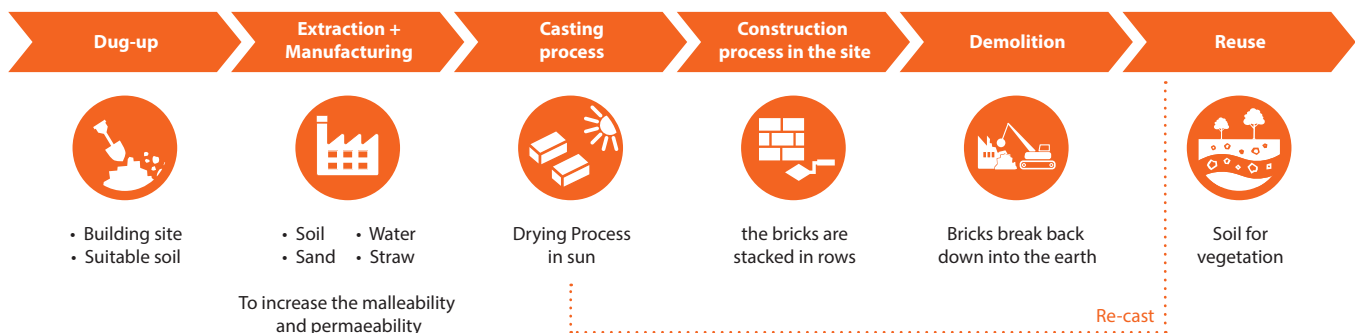 Dug-up
Extraction +
Manufacturing
Casting
process
Construction
process in the site
Demolition
Reuse
• Building site
• Suitable soil
• Soil • Water
• Sand • Straw
To increase the malleability
and permaeability
Drying Process
in sun
the bricks are
stacked in rows
Bricks break back
down into the earth
Soil for
vegetation
Re-cast